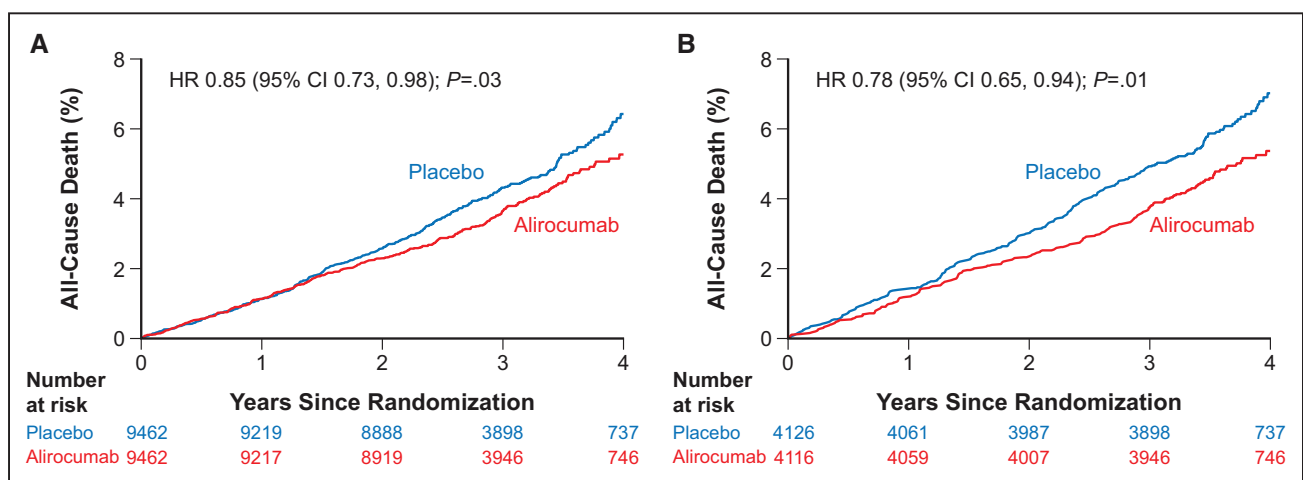 A
All-Cause Death (%)
8
6
4
2
0
HR 0.85 (95% CI 0.73, 0.98); P=.03
Placebo
Alirocumab
0 1 2 3 4
Number
at risk
Years Since Randomization
Placebo 9462 9219 8888 3898 737
Alirocumab 9462 9217 8919 3946 746
B
All-Cause Death (%)
8
6
4
2
0
HR 0.78 (95% CI 0.65, 0.94); P=.01
Placebo
Alirocumab
0 1 2 3 4
Number
at risk
Years Since Randomization
Placebo 4126 4061 3987 3898 737
Alirocumab 4116 4059 4007 3946 746